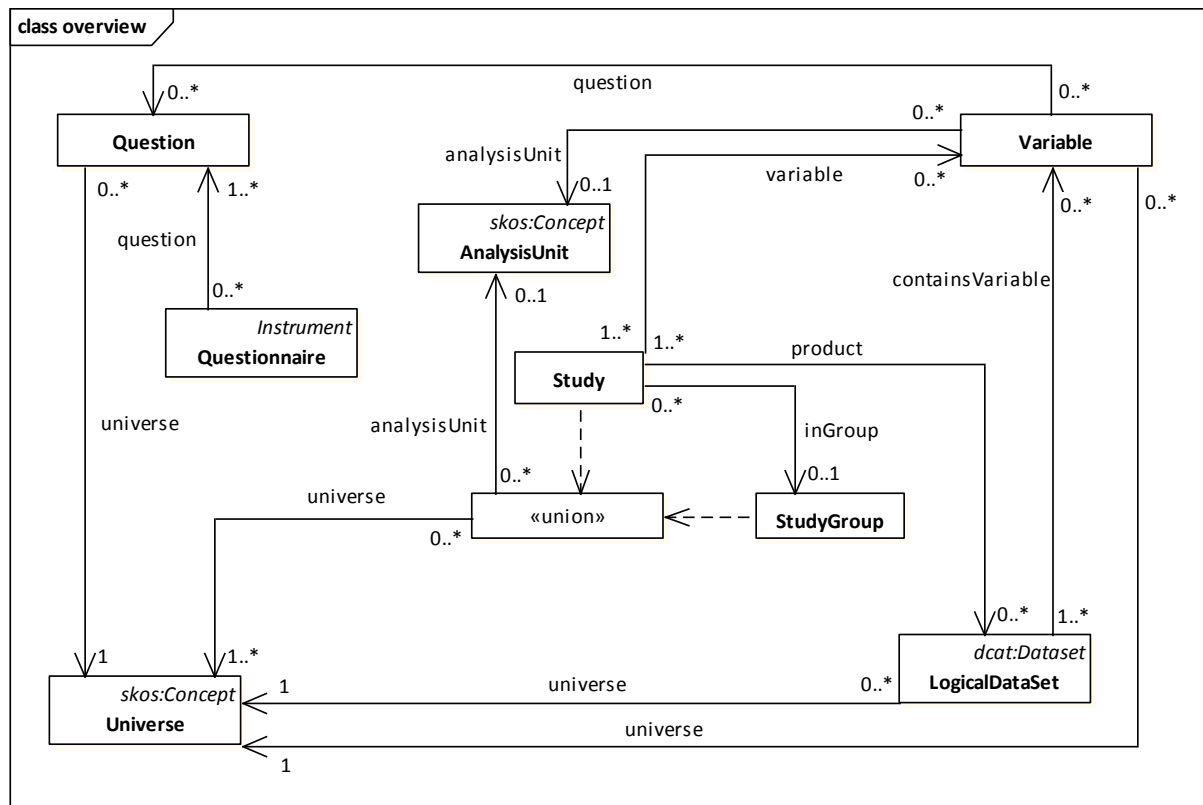 class overview
question
0..*
0..*
Question
Variable
0..*
analysisUnit
0..1
variable
0..*
0..*
1..*
0..*
0..*
question
skos:Concept
AnalysisUnit
0..1
containsVariable
0..*
Instrument
Questionnaire
1..*
1..*
product
Study
0..*
universe
analysisUnit
inGroup
0..*
0..1
universe
«union»
StudyGroup
0..*
0..*
1..*
1
1..*
dcat:Dataset
LogicalDataSet
skos:Concept
Universe
1
universe
0..*
universe
1